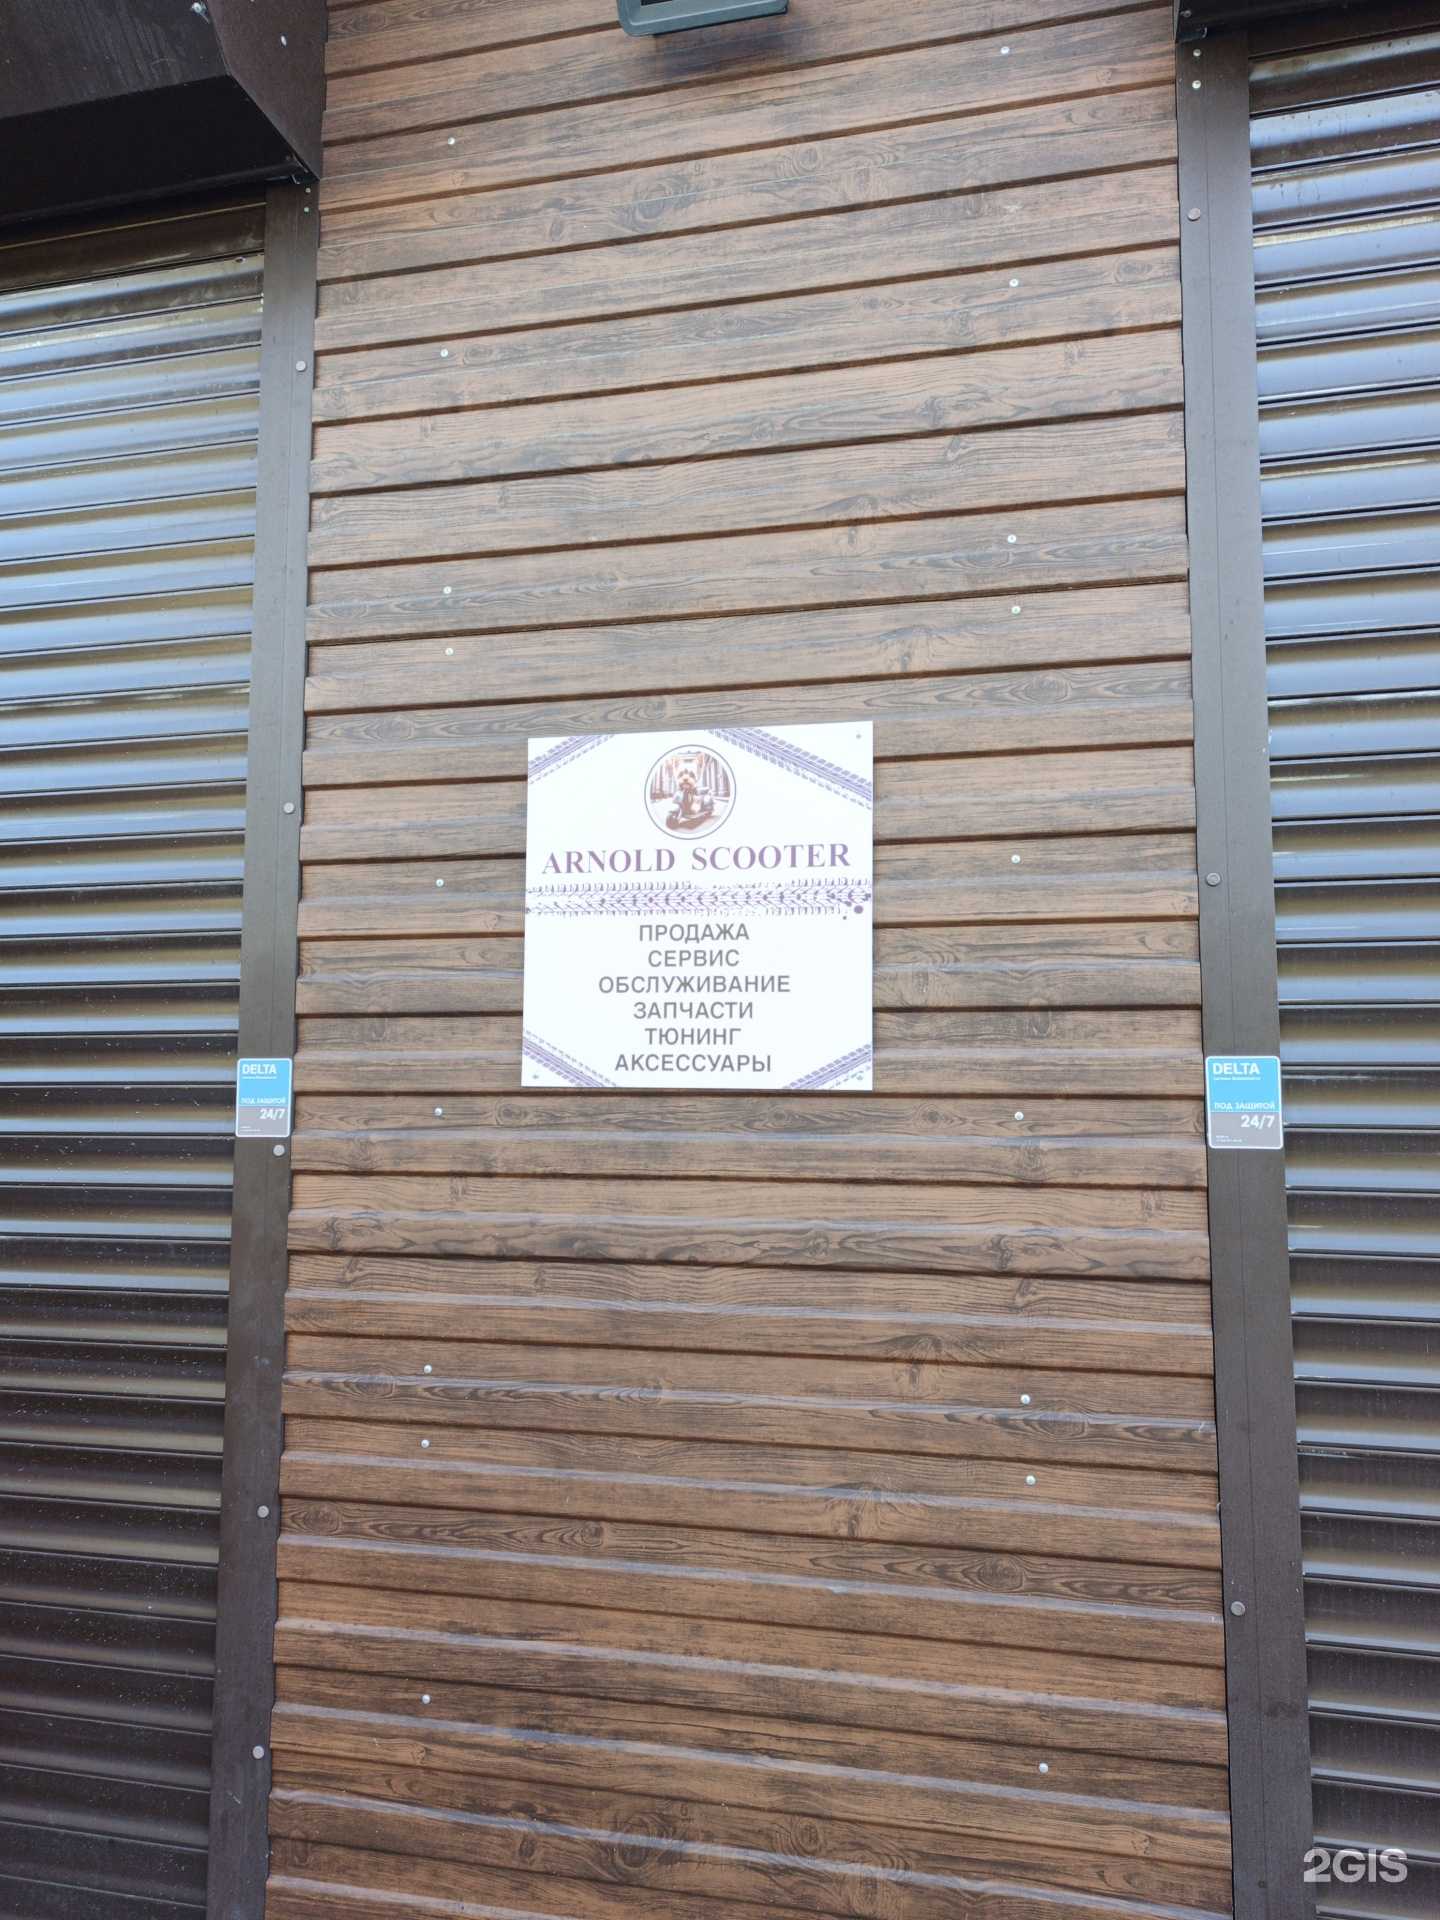 ARNOLD SCOOTER
ПРОДАЖА
СЕРВИС
ОБСЛУЖИВАНИЕ
ЗАПЧАСТИ
ТЮНИНГ
АКСЕССУАРЫ
DELTA
ПОД ЗАЩИТОЙ
24/7
DELTA
ПОД ЗАЩИТОЙ
24/7
2GIS